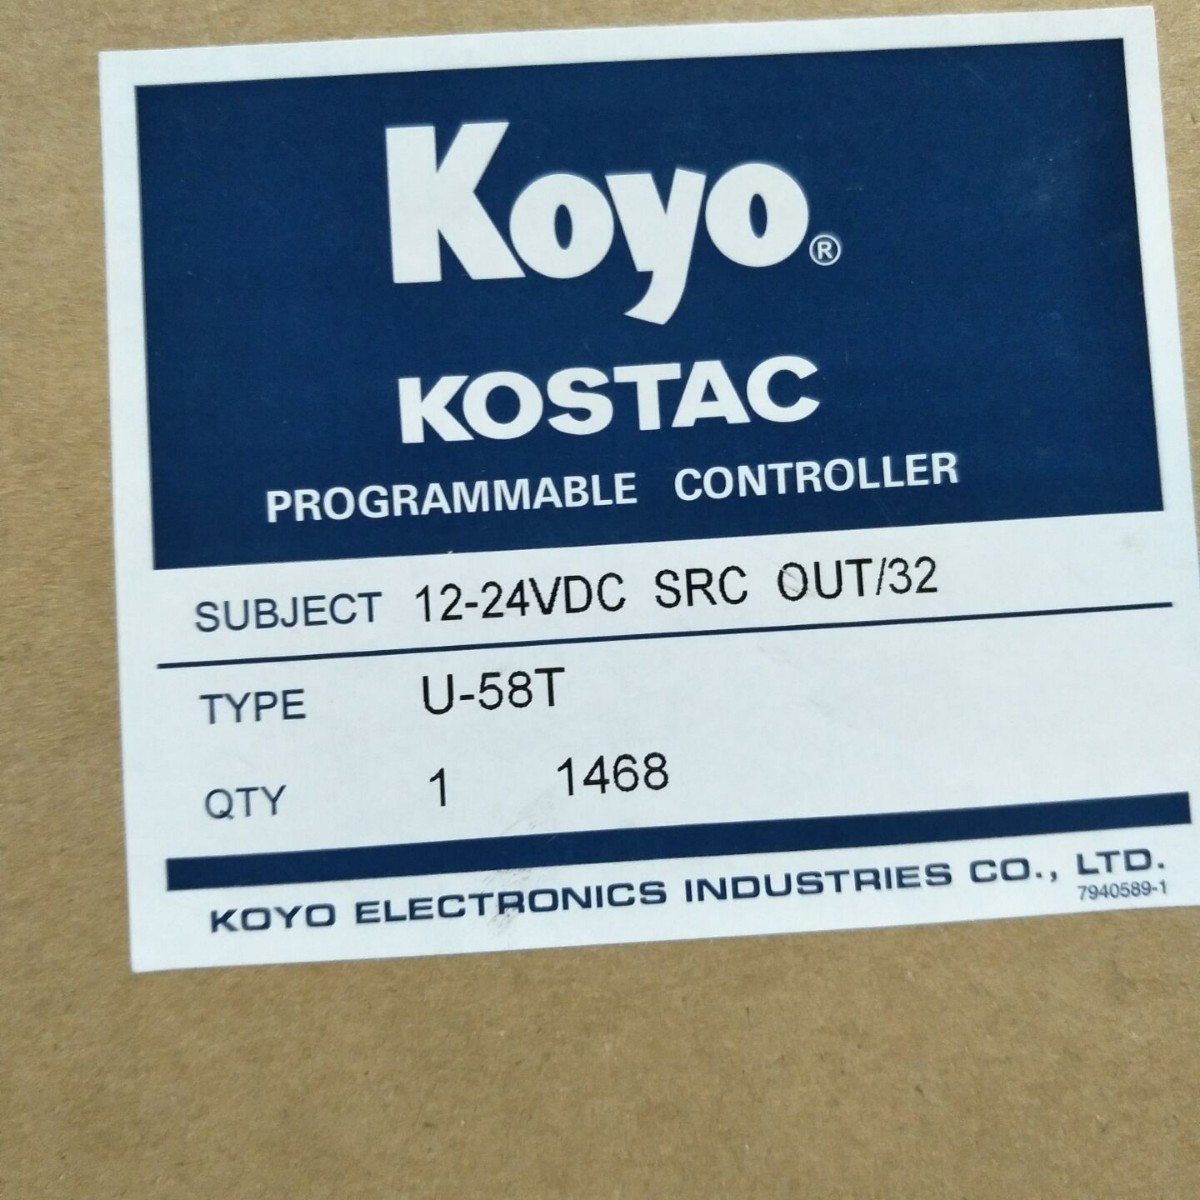 Koyo®
KOSTAC
PROGRAMMABLE CONTROLLER
SUBJECT 12-24VDC SRC OUT/32
TYPE U-58T
QTY 1 1468
KOYO ELECTRONICS INDUSTRIES CO., LTD.
7940589-1